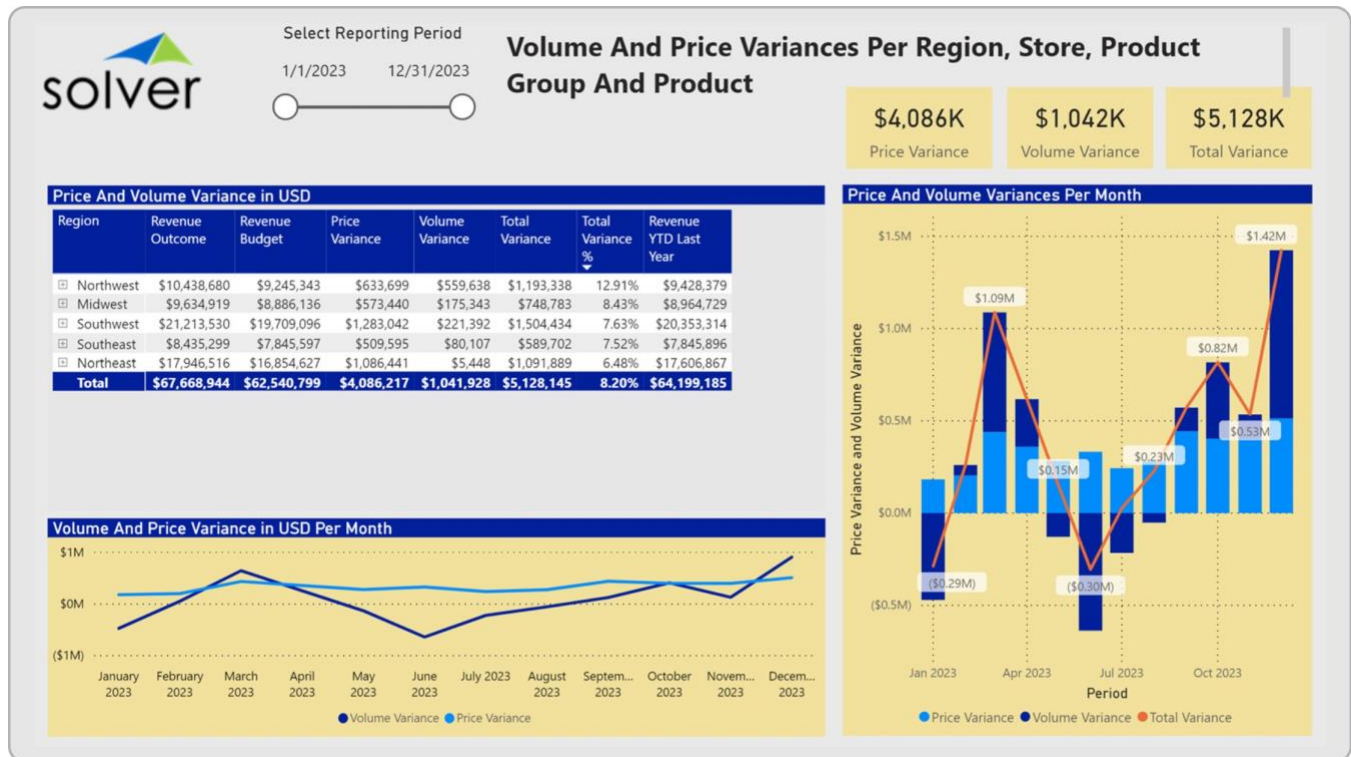 solver
Select Reporting Period
1/1/2023 12/31/2023
Volume And Price Variances Per Region, Store, Product
Group And Product
$4,086K $1,042K $5,128K
Price Variance Volume Variance Total Variance
Price And Volume Variance in USD
Region Revenue Outcome Revenue Budget Price Variance Volume Variance Total Variance Total Variance % Revenue YTD Last Year
Northwest $10,438,680 $9,245,343 $633,699 $559,638 $1,193,338 12.91% $9,428,379
Midwest $9,634,919 $8,886,136 $573,440 $175,343 $748,783 8.43% $8,964,729
Southwest $21,213,530 $19,709,096 $1,283,042 $221,392 $1,504,434 7.63% $20,353,314
Southeast $8,435,299 $7,845,597 $509,595 $80,107 $589,702 7.52% $7,845,896
Northeast $17,946,516 $16,854,627 $1,086,441 $5,448 $1,091,889 6.48% $17,606,867
Total $67,668,944 $62,540,799 $4,086,217 $1,041,928 $5,128,145 8.20% $64,199,185
Volume And Price Variance in USD Per Month
$1M
$0M
($1M)
January 2023 February 2023 March 2023 April 2023 May 2023 June 2023 July 2023 August 2023 Septem... 2023 October 2023 Novem... 2023 Decem... 2023
Volume Variance Price Variance
Price And Volume Variances Per Month
Price Variance and Volume Variance
$1.5M
$1.0M
$0.5M
$0.0M
($0.5M)
$1.42M
$1.09M
$0.82M
$0.53M
$0.23M
$0.15M
($0.29M)
($0.30M)
Jan 2023 Apr 2023 Jul 2023 Oct 2023
Period
Price Variance Volume Variance Total Variance